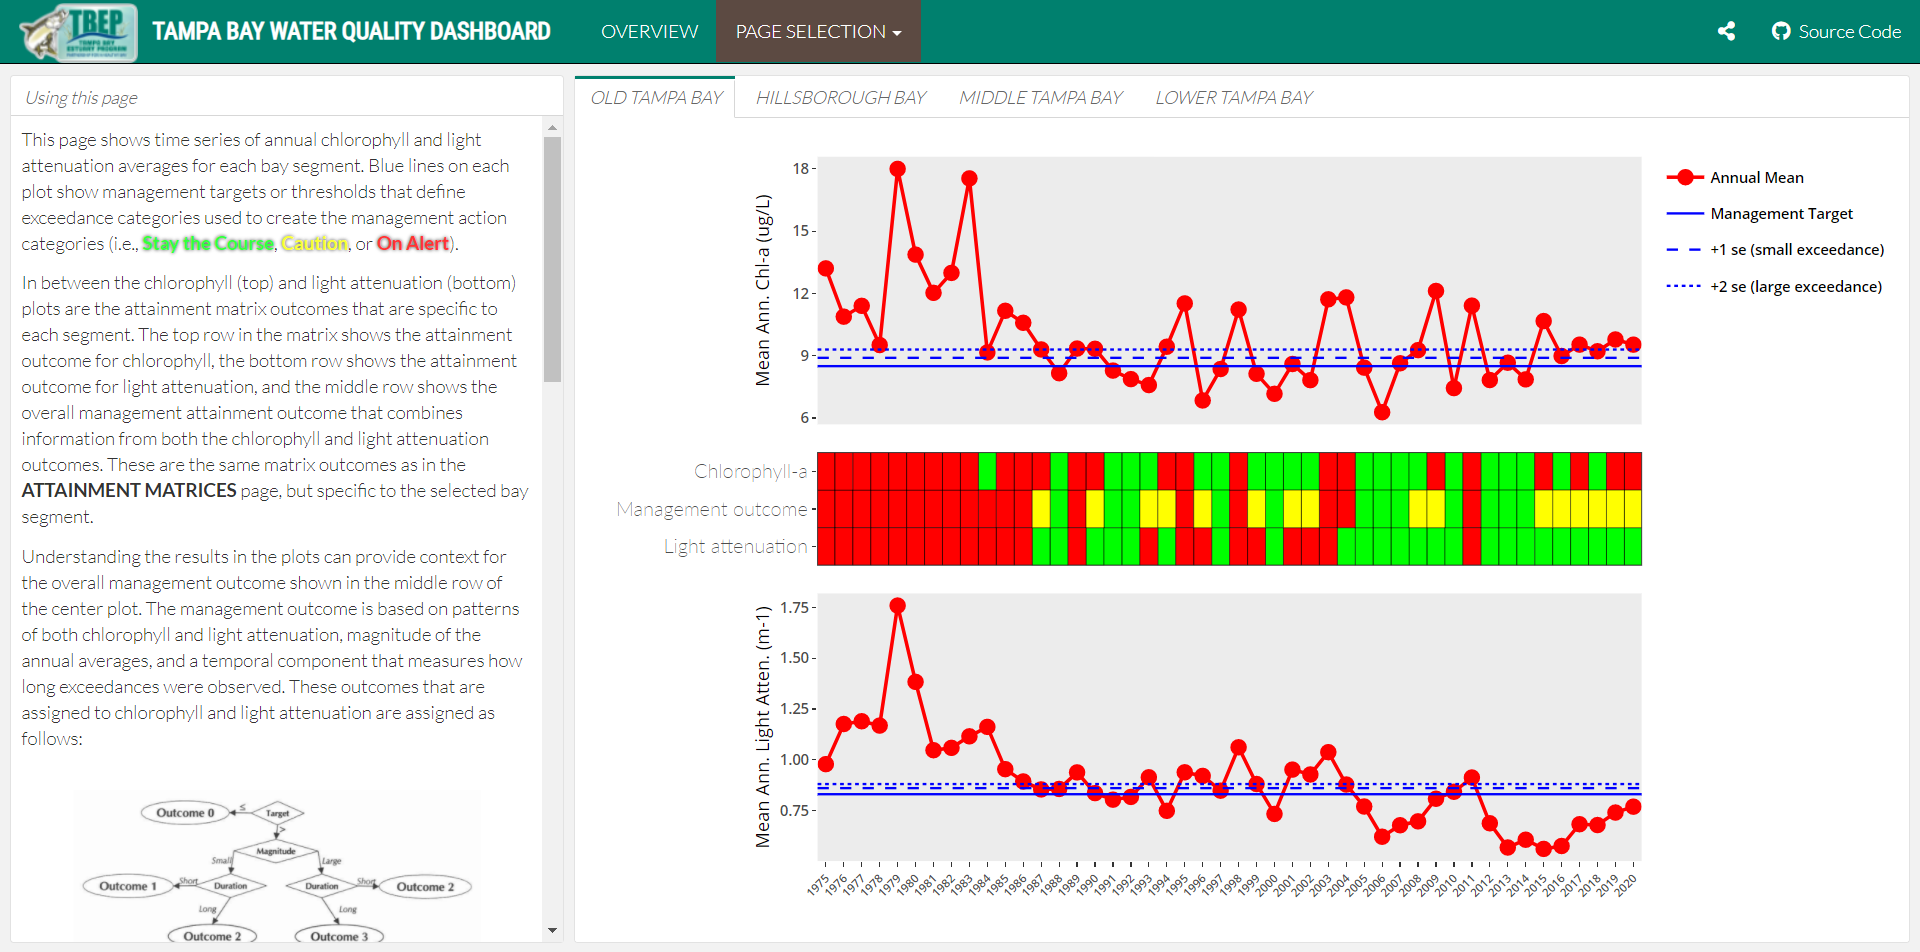 TBEP
TAMPA BAY
ESTUARY PROGRAM
TAMPA BAY WATER QUALITY DASHBOARD
OVERVIEW
PAGE SELECTION
Source Code
Using this page
This page shows time series of annual chlorophyll and light
attenuation averages for each bay segment. Blue lines on each
plot show management targets or thresholds that define
exceedance categories used to create the management action
categories (i.e., Stay the Course, Caution, or On Alert).
In between the chlorophyll (top) and light attenuation (bottom)
plots are the attainment matrix outcomes that are specific to
each segment. The top row in the matrix shows the attainment
outcome for chlorophyll, the bottom row shows the attainment
outcome for light attenuation, and the middle row shows the
overall management attainment outcome that combines
information from both the chlorophyll and light attenuation
outcomes. These are the same matrix outcomes as in the
ATTAINMENT MATRICES page, but specific to the selected bay
segment.
Understanding the results in the plots can provide context for
the overall management outcome shown in the middle row of
the center plot. The management outcome is based on patterns
of both chlorophyll and light attenuation, magnitude of the
annual averages, and a temporal component that measures how
long exceedances were observed. These outcomes that are
assigned to chlorophyll and light attenuation are assigned as
follows:
Outcome 0
≤
Target
>
Magnitude
Small
Large
Outcome 1
Short
Duration
Duration
Short
Outcome 2
Long
Long
Outcome 2
Outcome 3
OLD TAMPA BAY
HILLSBOROUGH BAY
MIDDLE TAMPA BAY
LOWER TAMPA BAY
Mean Ann. Chl-a (ug/L)
18
15
12
9
6
Annual Mean
Management Target
+1 se (small exceedance)
+2 se (large exceedance)
Chlorophyll-a
Management outcome
Light attenuation
Mean Ann. Light Atten. (m-1)
1.75
1.50
1.25
1.00
0.75
1975
1976
1977
1978
1979
1980
1981
1982
1983
1984
1985
1986
1987
1988
1989
1990
1991
1992
1993
1994
1995
1996
1997
1998
1999
2000
2001
2002
2003
2004
2005
2006
2007
2008
2009
2010
2011
2012
2013
2014
2015
2016
2017
2018
2019
2020